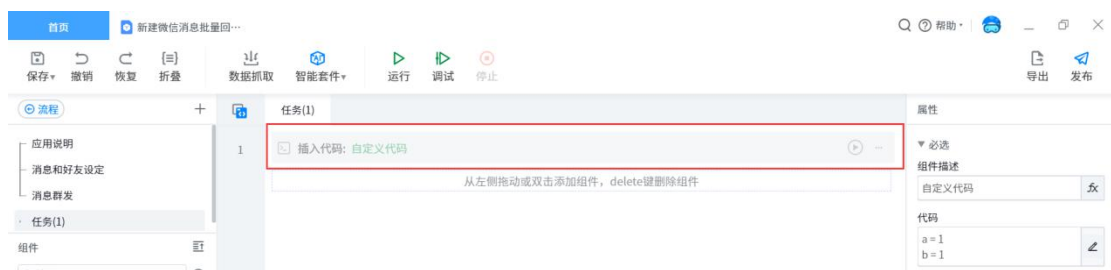 首页
新建微信消息批量回…
帮助
保存
撤销
恢复
折叠
数据抓取
智能套件
运行
调试
停止
导出
发布
流程
任务(1)
属性
应用说明
消息和好友设定
消息群发
任务(1)
组件
1
插入代码: 自定义代码
从左侧拖动或双击添加组件，delete键删除组件
必选
组件描述
自定义代码
fx
代码
a = 1
b = 1